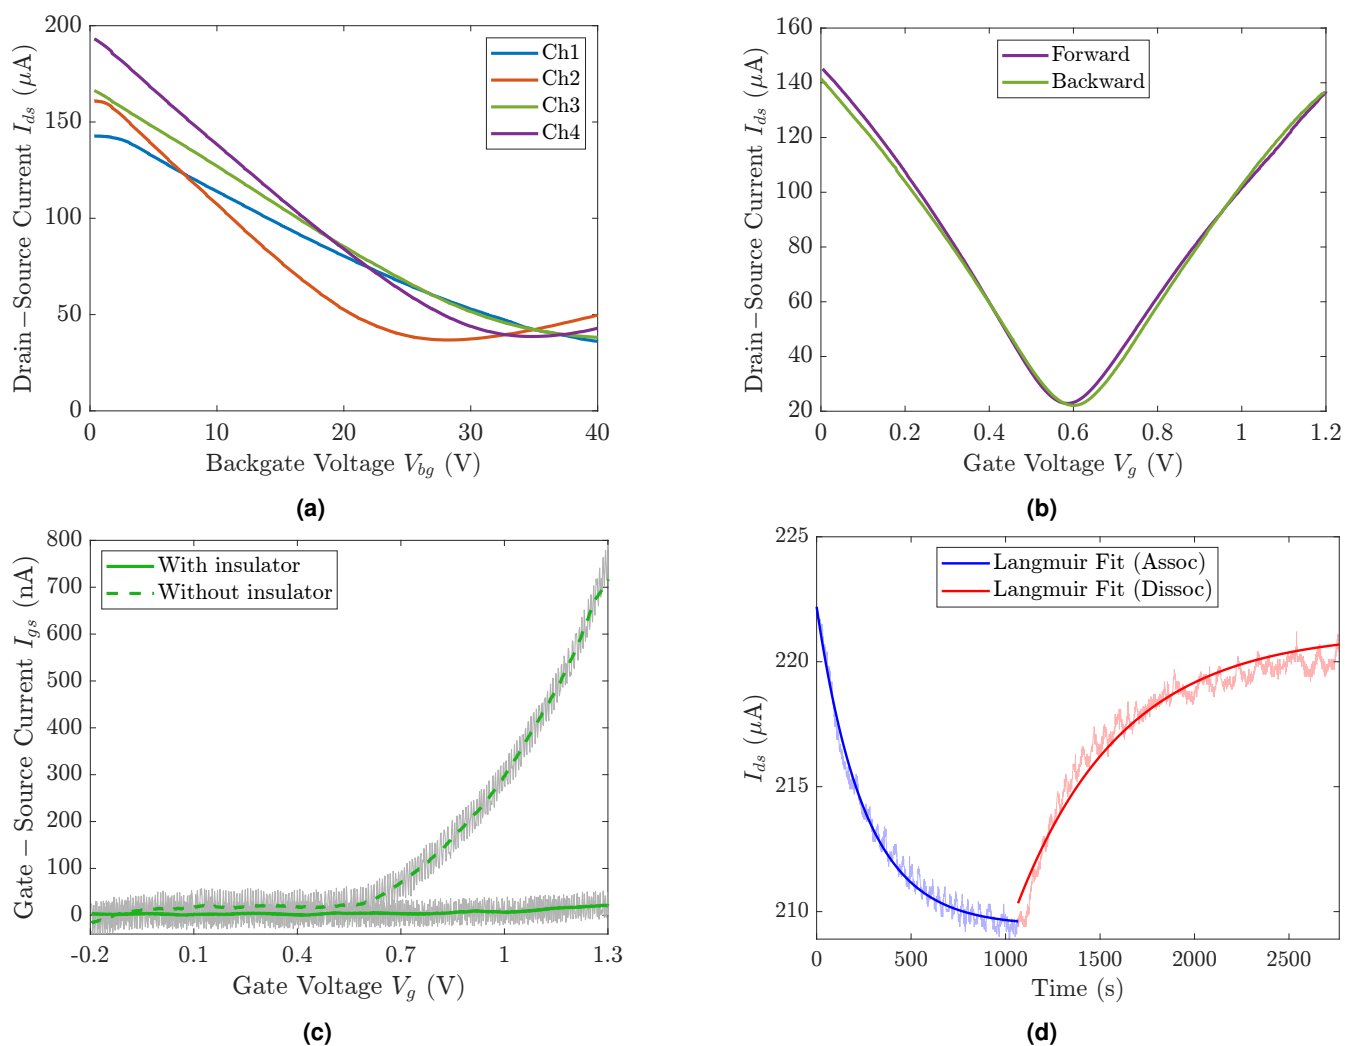 200
150
100
50
0
0 10 20 30 40
Drain−Source Current I_ds (μA)
Backgate Voltage V_bg (V)
Ch1
Ch2
Ch3
Ch4
(a)
160
140
120
100
80
60
40
20
0 0.2 0.4 0.6 0.8 1 1.2
Drain−Source Current I_ds (μA)
Gate Voltage V_g (V)
Forward
Backward
(b)
800
700
600
500
400
300
200
100
0
-0.2 0.1 0.4 0.7 1 1.3
Gate − Source Current I_gs (nA)
Gate Voltage V_g (V)
With insulator
Without insulator
(c)
225
220
215
210
0 500 1000 1500 2000 2500
I_ds (μA)
Time (s)
Langmuir Fit (Assoc)
Langmuir Fit (Dissoc)
(d)